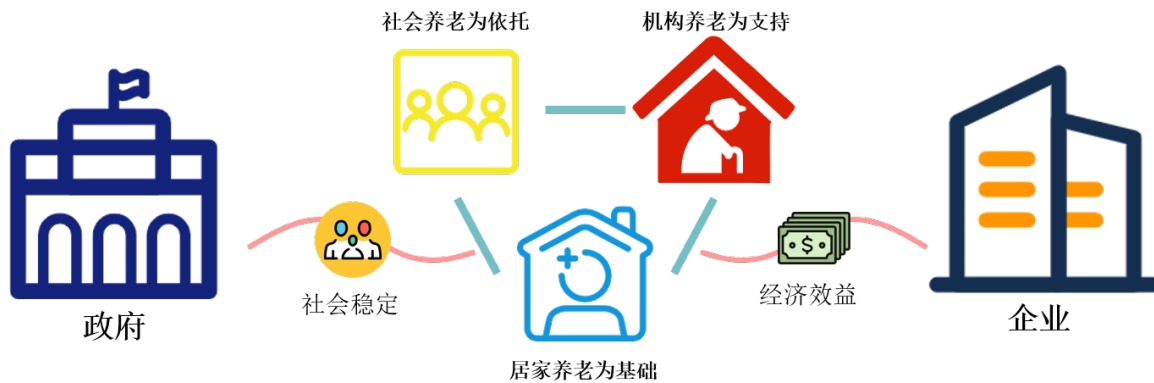 社会养老为依托
机构养老为支持
$
社会稳定
经济效益
政府
企业
居家养老为基础